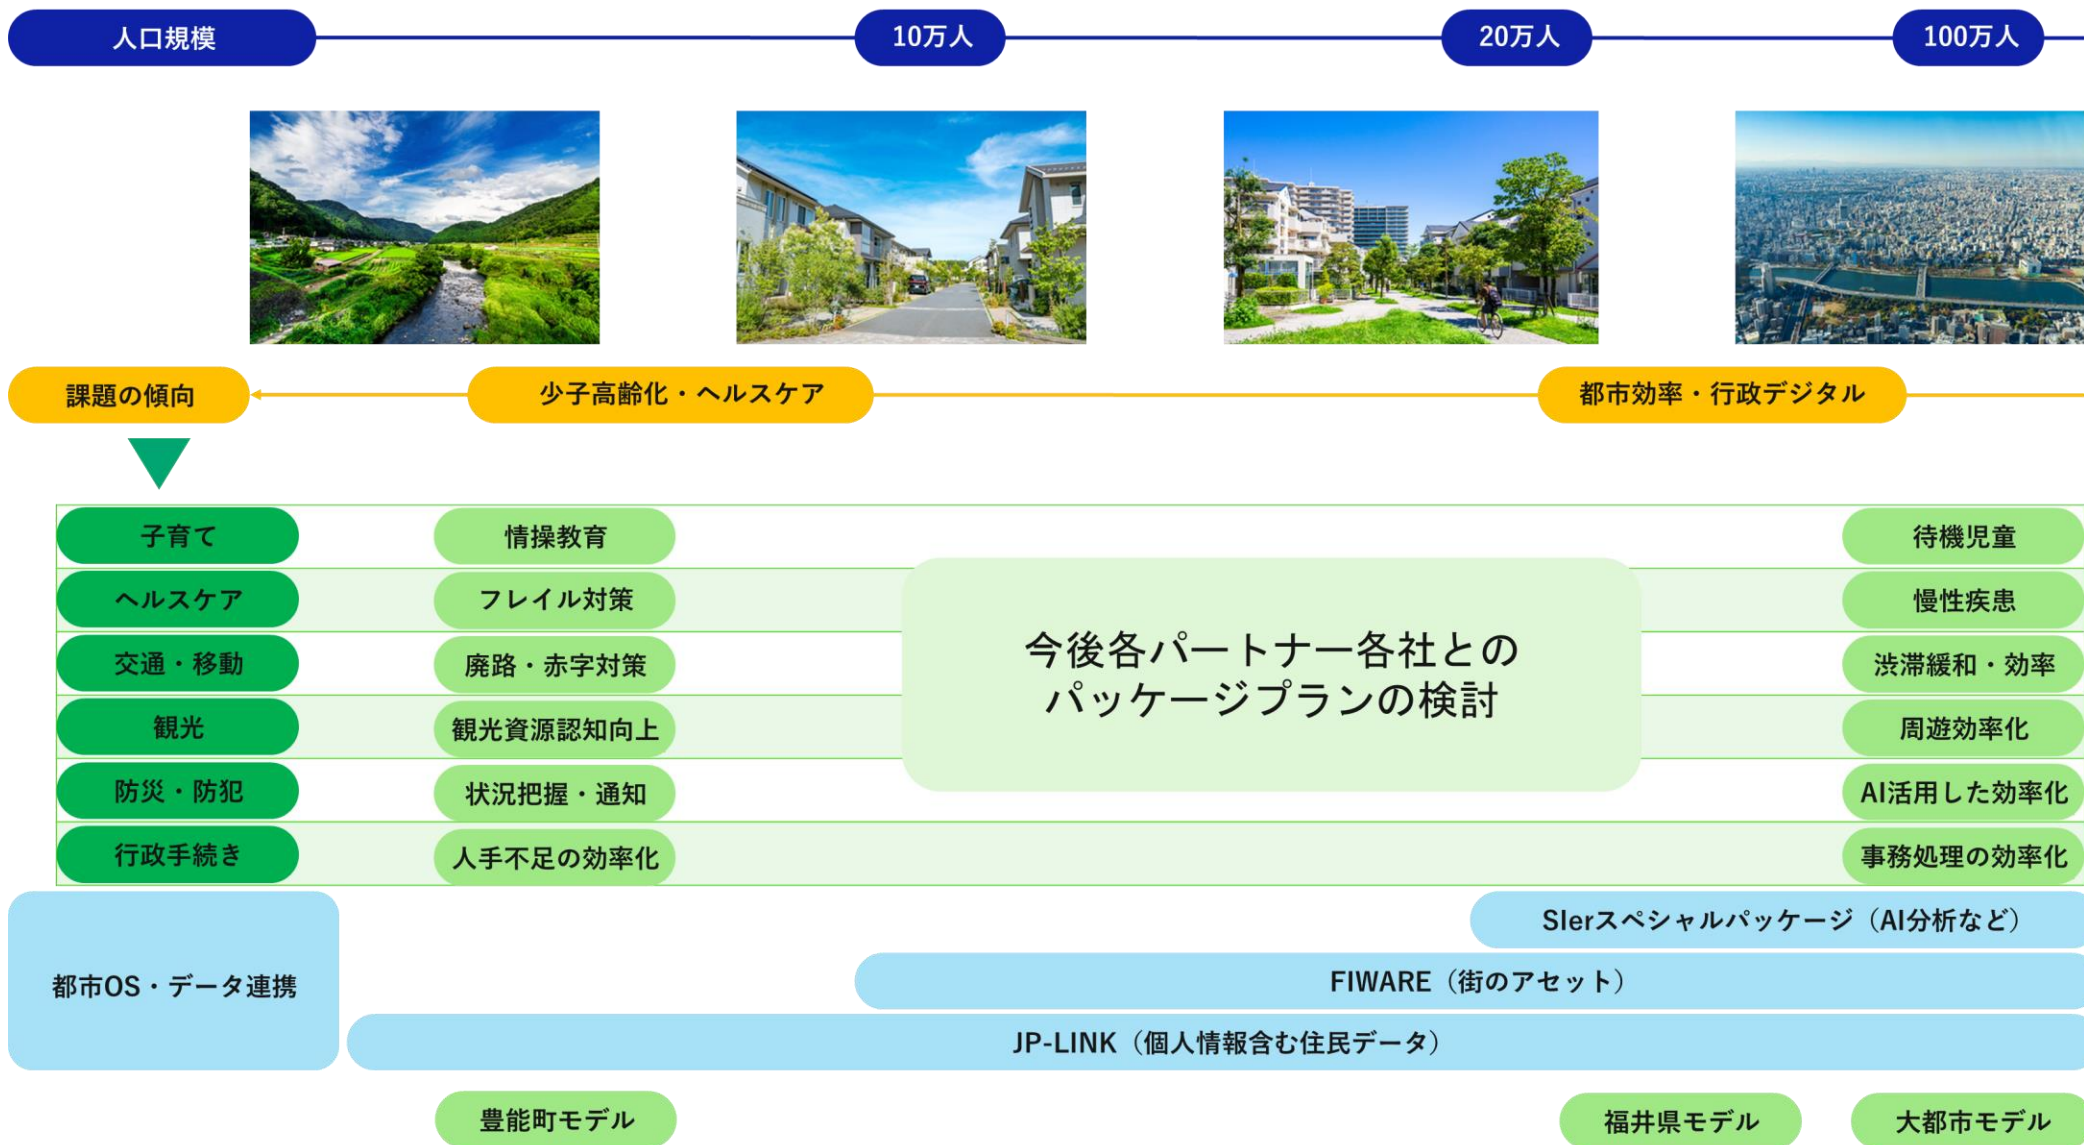 人口規模
10万人
20万人
100万人
課題の傾向
少子高齢化・ヘルスケア
都市効率・行政デジタル
子育て
情操教育
待機児童
ヘルスケア
フレイル対策
慢性疾患
交通・移動
廃路・赤字対策
渋滞緩和・効率
観光
観光資源認知向上
周遊効率化
防災・防犯
状況把握・通知
AI活用した効率化
行政手続き
人手不足の効率化
事務処理の効率化
今後各パートナー各社との
パッケージプランの検討
都市OS・データ連携
SIerスペシャルパッケージ（AI分析など）
FIWARE（街のアセット）
JP-LINK（個人情報含む住民データ）
豊能町モデル
福井県モデル
大都市モデル